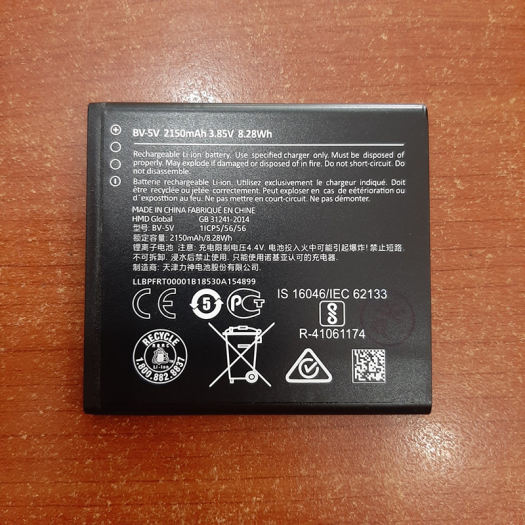 BV-5V 2150mAh 3.85V 8.28Wh
Rechargeable Li-ion battery. Use specified charger only. Must be disposed of
properly. May explode if damaged or disposed of in fire. Do not short-circuit. Do
not disassemble.
Batterie rechargeable Li-ion. Utilisez exclusivement le chargeur indiqué. Doit
être recyclée ou jetée correctement. Peut exploser en cas de eétérioration ou
d'exposttion au feu. Ne pas mettre en court-circuit. Ne pas démonter.
MADE IN CHINA FABRIQUÉ EN CHINE
HMD Global GB 31241-2014
型号: BV-5V 1ICP5/56/56
额定容量: 2150mAh/8.28Wh
锂离子电池 注意: 充电限制电压4.4V. 电池投入火中可能引起爆炸! 禁止短路.
不可拆卸. 浸水后禁止使用. 只能使用诺基亚认可的充电器.
制造商: 天津力神电池股份有限公司
LLBPFRT00001B18530A154899
CE 5 PCT IS 16046/IEC 62133
R-41061174
RECYCLE
RBRC
Li-ion
1.800.882.8837